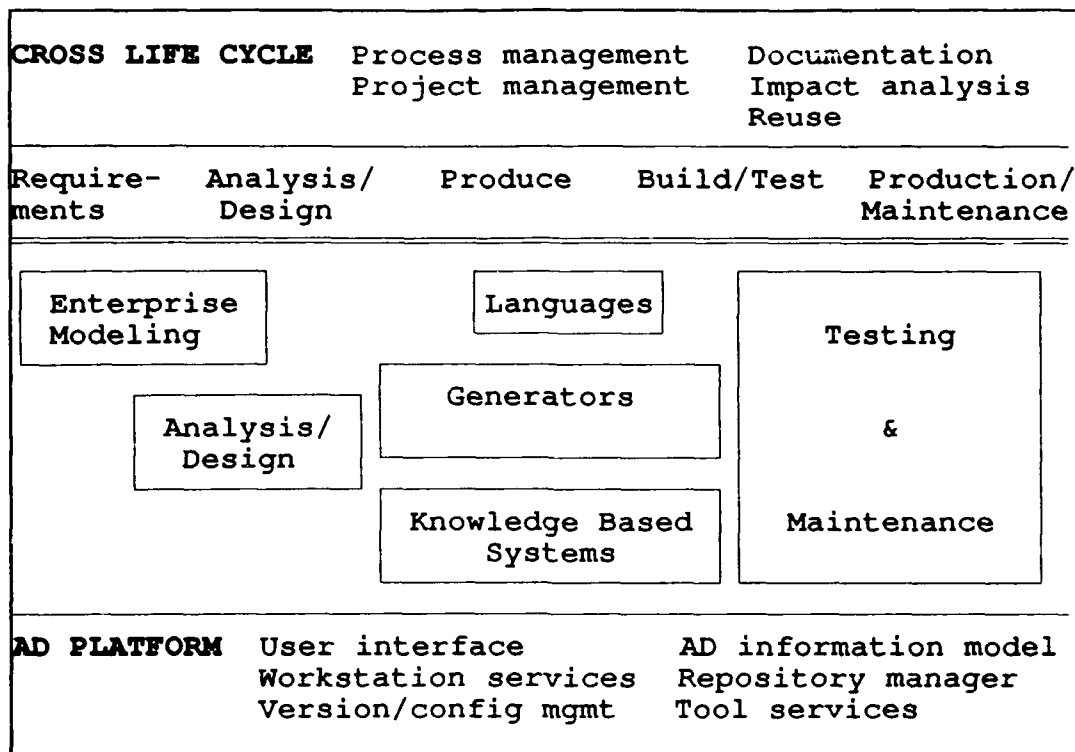 CROSS LIFE CYCLE Process management Documentation
Project management Impact analysis
Reuse
Require- Analysis/ Produce Build/Test Production/
ments Design Maintenance
Enterprise
Modeling
Languages
Testing
&
Maintenance
Generators
Analysis/
Design
Knowledge Based
Systems
AD PLATFORM User interface AD information model
Workstation services Repository manager
Version/config mgmt Tool services